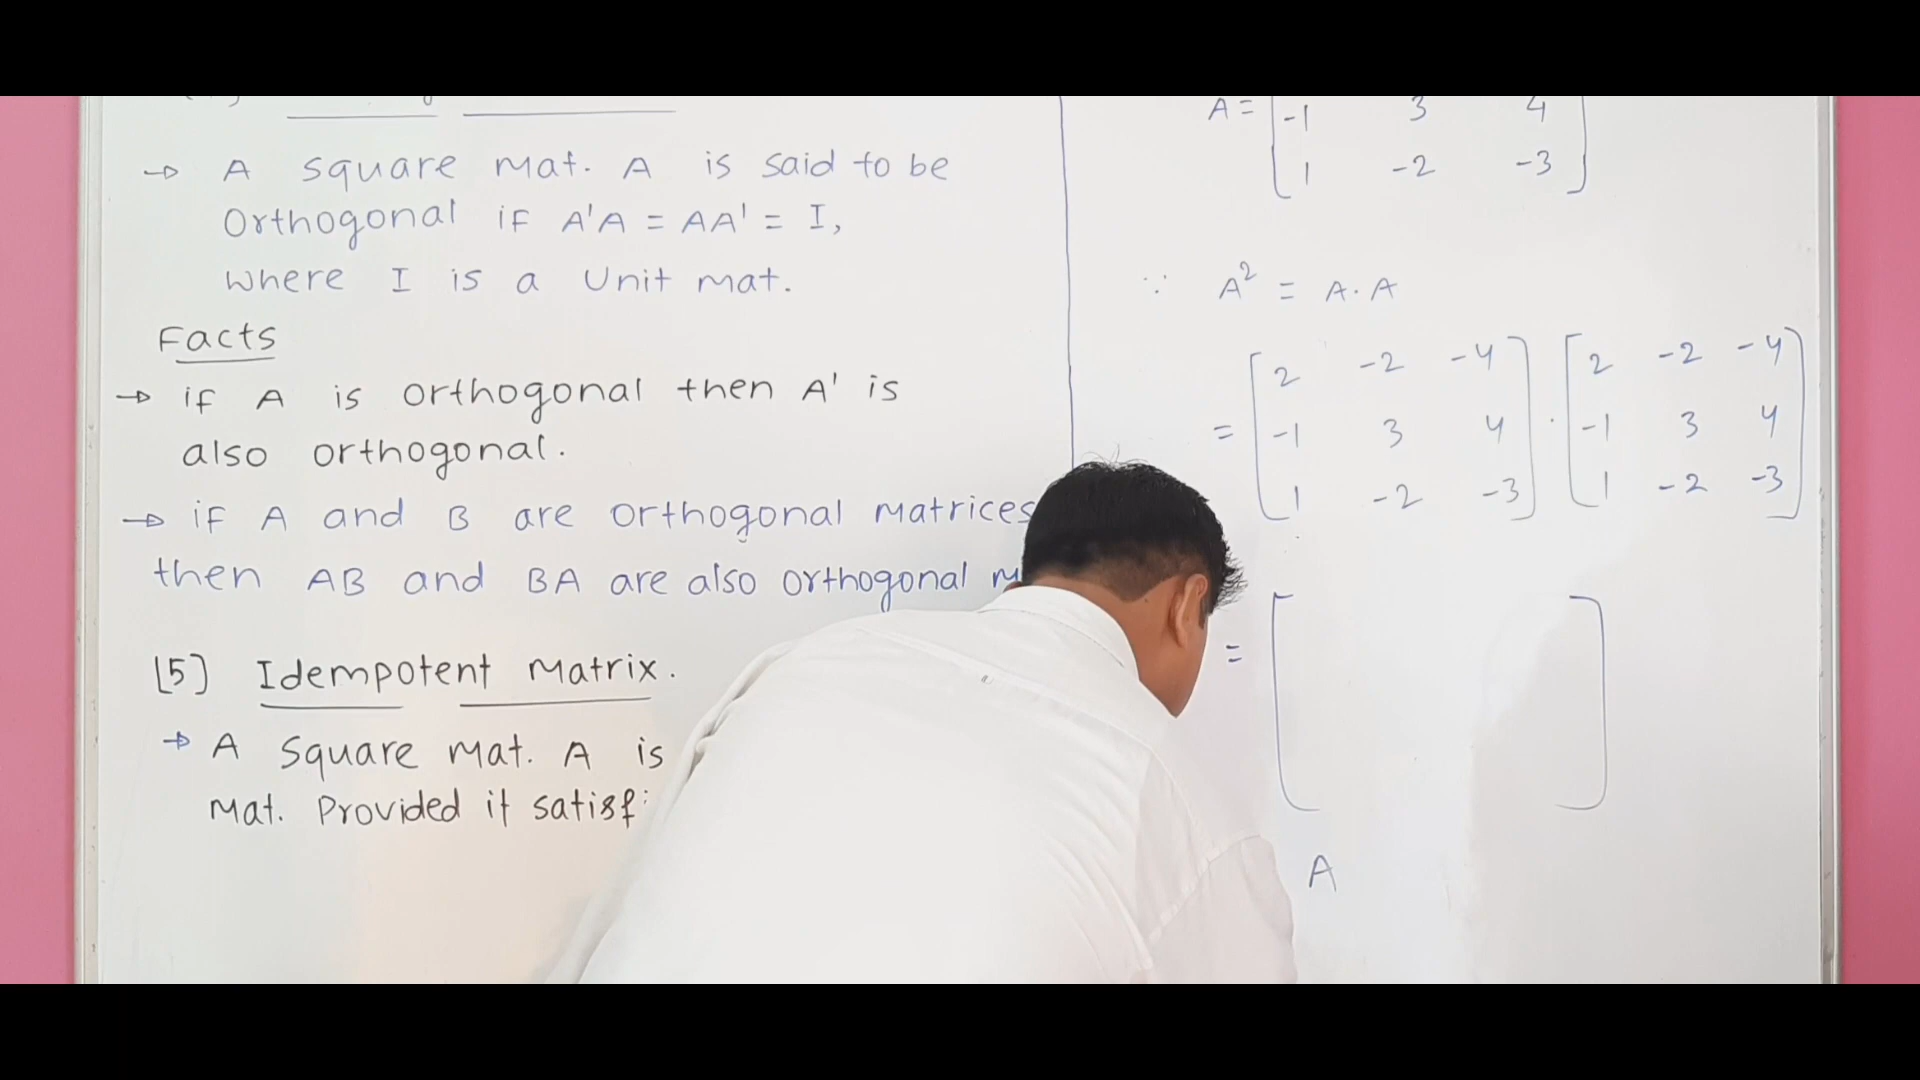 → A square mat. A is said to be
Orthogonal if A'A = AA' = I,
where I is a Unit mat.
Facts
→ if A is orthogonal then A' is
also orthogonal.
→ if A and B are orthogonal matrices
then AB and BA are also orthogonal
[5] Idempotent Matrix.
→ A square mat. A is
mat. Provided it
A = [-1 3 4
1 -2 -3]
∵ A² = A·A
= [2 -2 -4 · [2 -2 -4
-1 3 4 -1 3 4
1 -2 -3] 1 -2 -3]
= [ ]
A